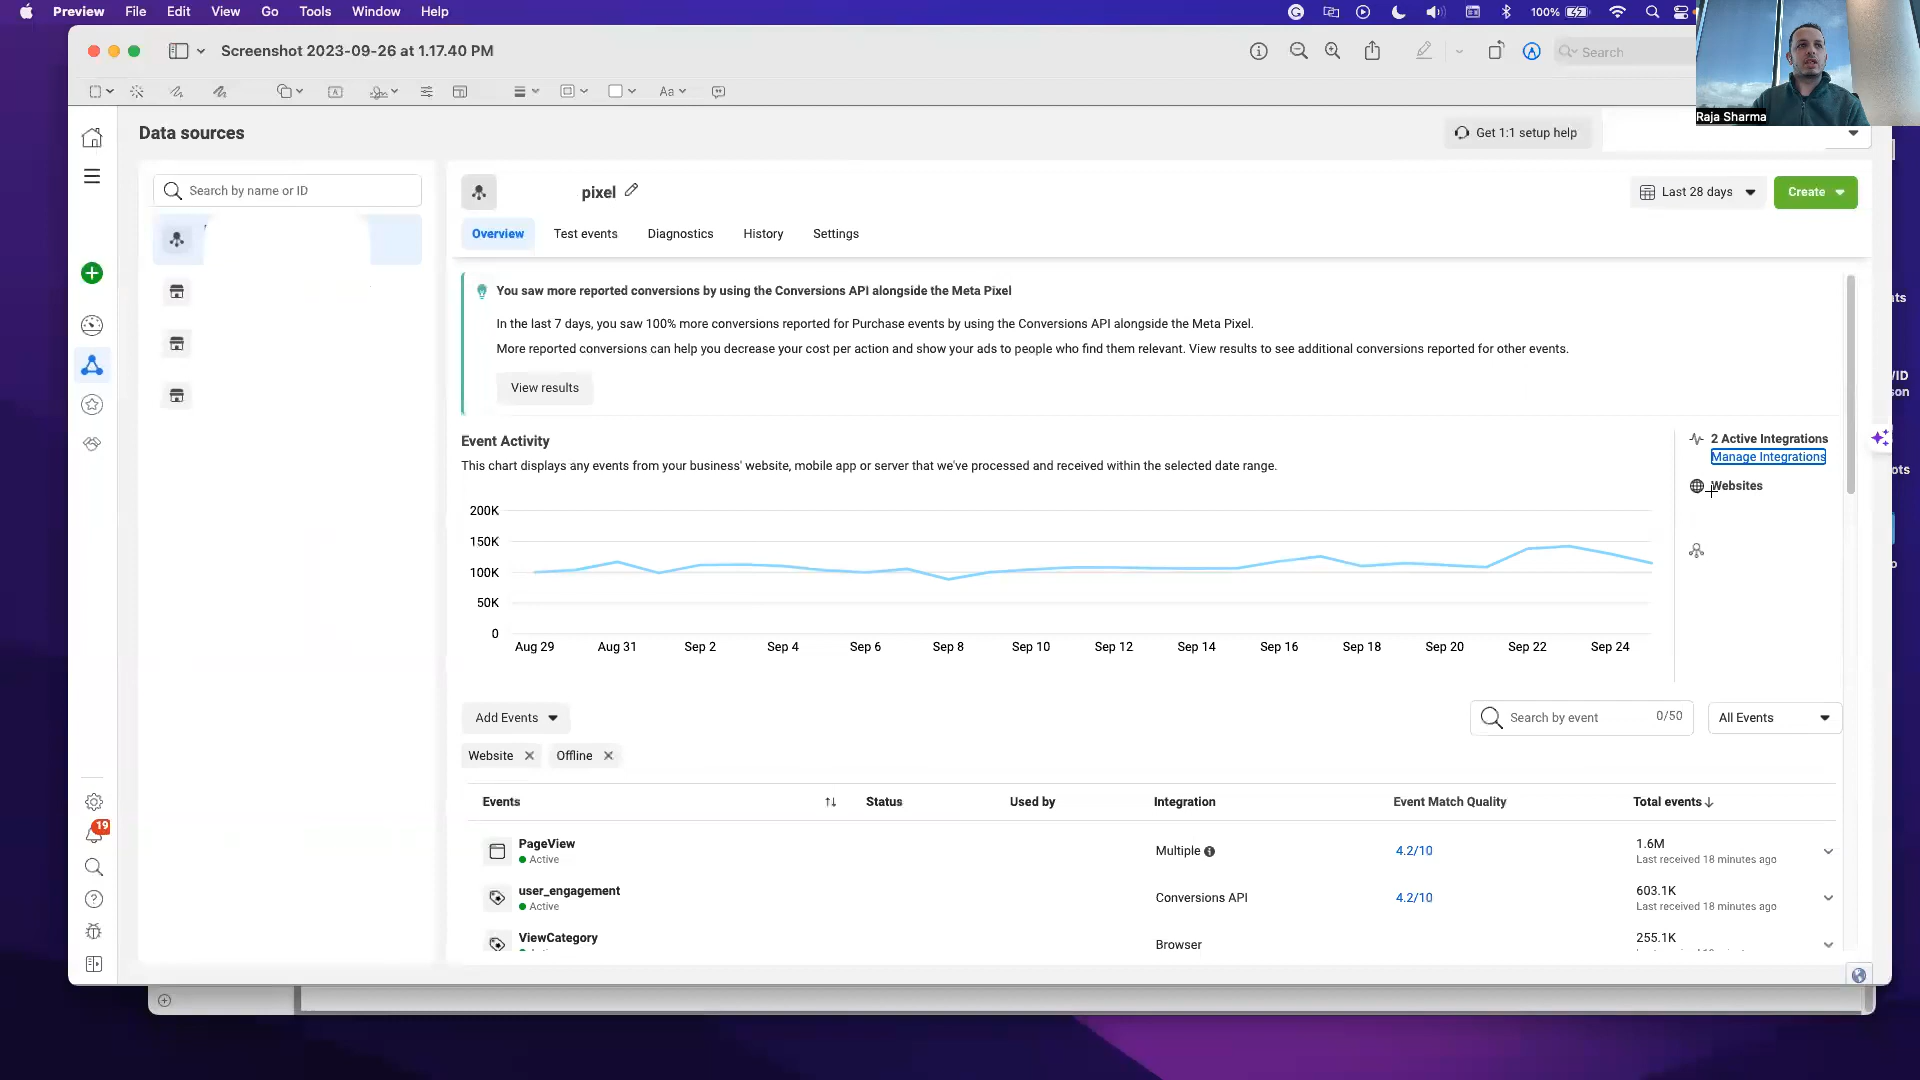 Preview File Edit View Go Tools Window Help
100%
Screenshot 2023-09-26 at 1.17.40 PM
Search
Aa
Raja Sharma
Data sources
Get 1:1 setup help
Search by name or ID
pixel
Last 28 days
Create
Overview Test events Diagnostics History Settings
You saw more reported conversions by using the Conversions API alongside the Meta Pixel
In the last 7 days, you saw 100% more conversions reported for Purchase events by using the Conversions API alongside the Meta Pixel.
More reported conversions can help you decrease your cost per action and show your ads to people who find them relevant. View results to see additional conversions reported for other events.
View results
Event Activity
This chart displays any events from your business' website, mobile app or server that we've processed and received within the selected date range.
2 Active Integrations
Manage Integrations
Websites
200K
150K
100K
50K
0
Aug 29 Aug 31 Sep 2 Sep 4 Sep 6 Sep 8 Sep 10 Sep 12 Sep 14 Sep 16 Sep 18 Sep 20 Sep 22 Sep 24
Add Events
Search by event 0/50
All Events
Website Offline
Events Status Used by Integration Event Match Quality Total events
PageView Multiple 4.2/10 1.6M
Active Last received 18 minutes ago
user_engagement Conversions API 4.2/10 603.1K
Active Last received 18 minutes ago
ViewCategory Browser 255.1K
19